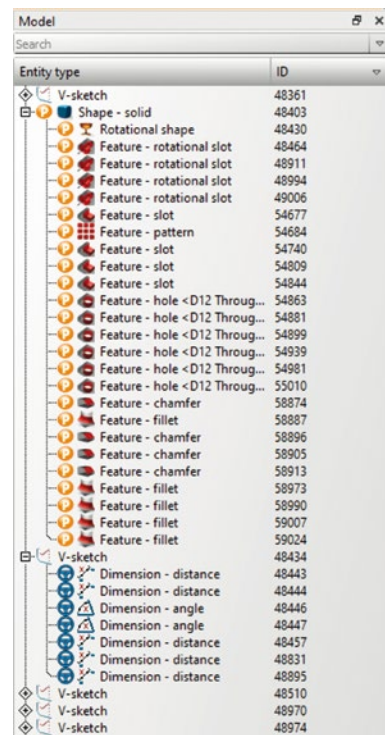 Model
Search
Entity type ID
V-sketch 48361
P Shape - solid 48403
P Rotational shape 48430
P Feature - rotational slot 48464
P Feature - rotational slot 48911
P Feature - rotational slot 48994
P Feature - rotational slot 49006
P Feature - slot 54677
P Feature - pattern 54684
P Feature - slot 54740
P Feature - slot 54809
P Feature - slot 54844
P Feature - hole <D12 Throug... 54863
P Feature - hole <D12 Throug... 54881
P Feature - hole <D12 Throug... 54899
P Feature - hole <D12 Throug... 54939
P Feature - hole <D12 Throug... 54981
P Feature - hole <D12 Throug... 55010
P Feature - chamfer 58874
P Feature - fillet 58887
P Feature - chamfer 58896
P Feature - chamfer 58905
P Feature - chamfer 58913
P Feature - fillet 58973
P Feature - fillet 58990
P Feature - fillet 59007
P Feature - fillet 59024
V-sketch 48434
Dimension - distance 48443
Dimension - distance 48444
Dimension - angle 48446
Dimension - angle 48447
Dimension - distance 48457
Dimension - distance 48831
Dimension - distance 48895
V-sketch 48510
V-sketch 48970
V-sketch 48974